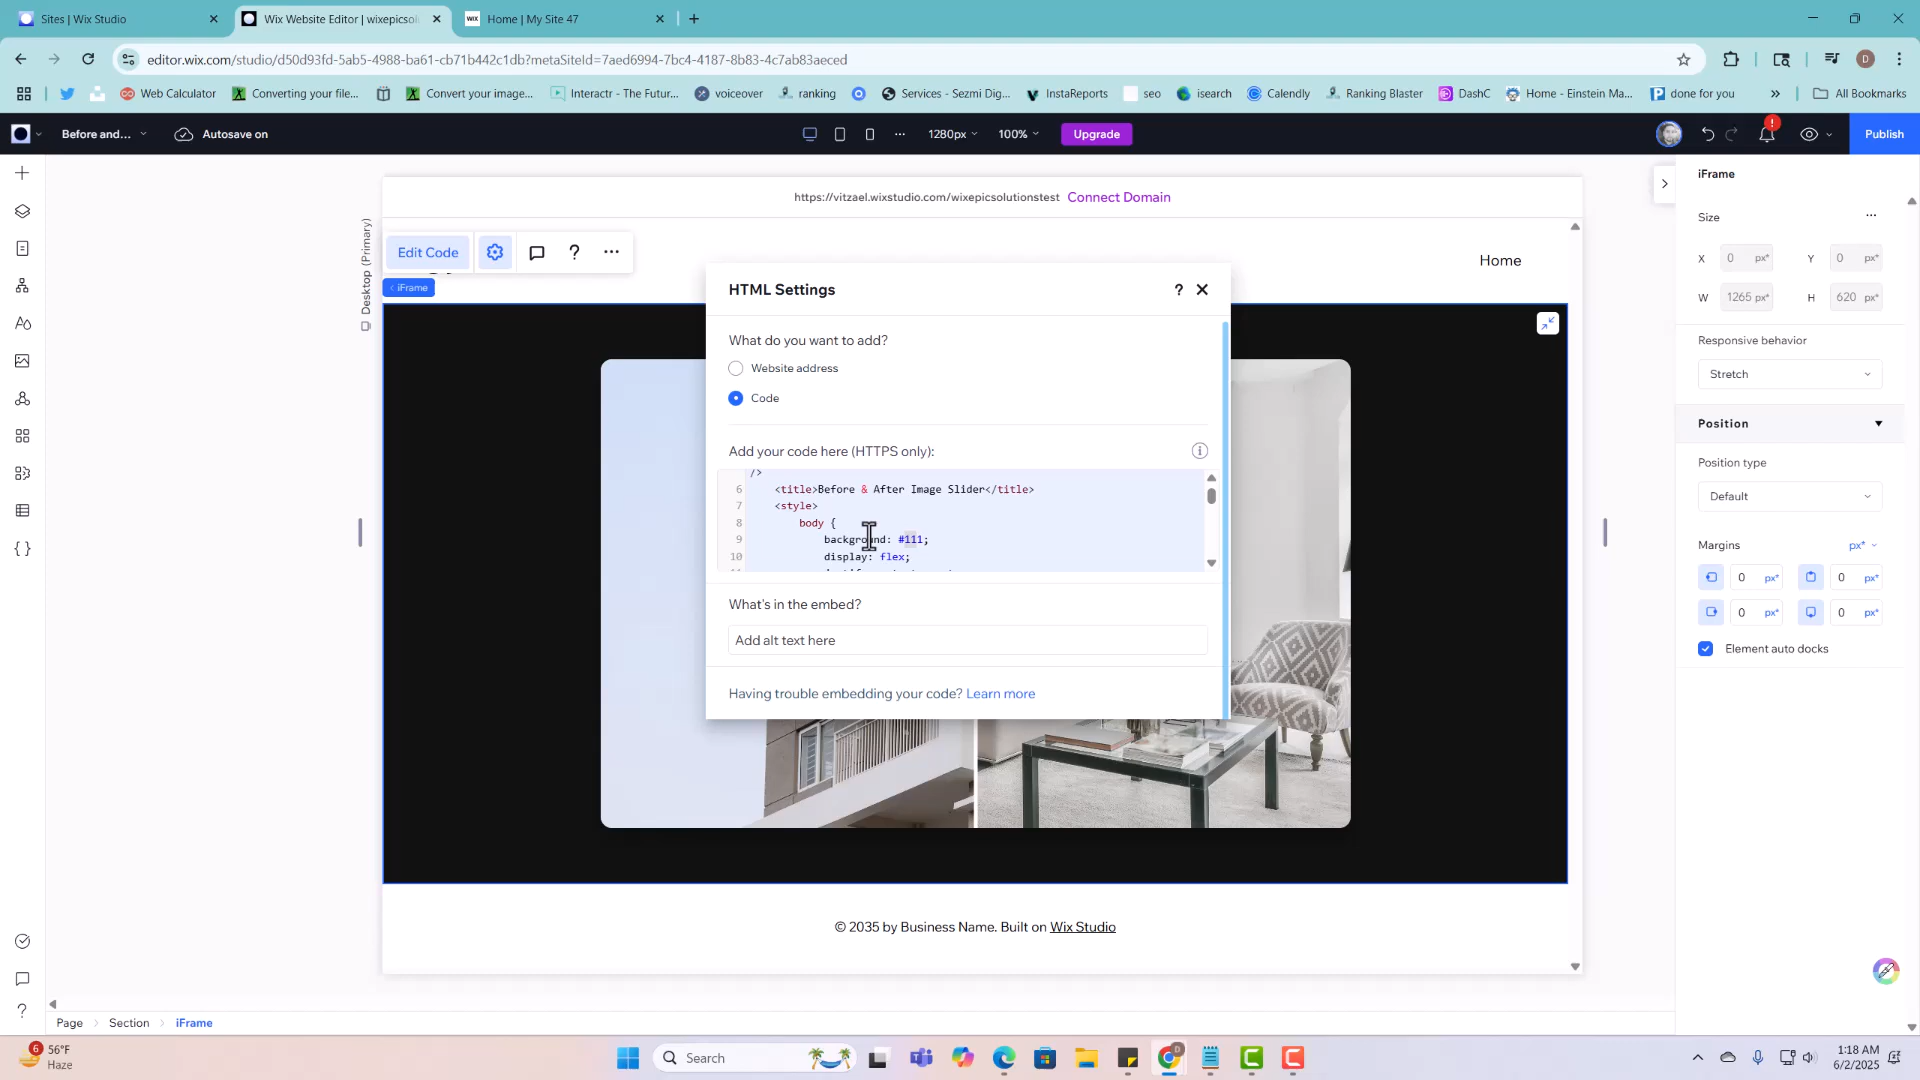 Sites | Wix Studio
Wix Website Editor | wixepicsolu
WIX Home | My Site 47
editor.wix.com/studio/d50d93fd-5ab5-4988-ba61-cb71b442c1db?metaSiteId=7aed6994-7bc4-4187-8b83-4c7ab83aeced
D
Web Calculator
Converting your file...
Convert your image...
Interactr - The Futur...
voiceover
ranking
Services - Sezmi Dig...
InstaReports
seo
isearch
Calendly
Ranking Blaster
DashC
Home - Einstein Ma...
done for you
All Bookmarks
Before and...
Autosave on
1280px
100%
Upgrade
Publish
https://vitzael.wixstudio.com/wixepicsolutionstest Connect Domain
Desktop (Primary)
Edit Code
iFrame
Home
HTML Settings
What do you want to add?
Website address
Code
Add your code here (HTTPS only):
/>
6 <title>Before & After Image Slider</title>
7 <style>
8 body {
9 background: #111;
10 display: flex;
What's in the embed?
Add alt text here
Having trouble embedding your code? Learn more
© 2035 by Business Name. Built on Wix Studio
iFrame
Size
X 0 px* Y 0 px*
W 1265 px* H 620 px*
Responsive behavior
Stretch
Position
Position type
Default
Margins px*
0 px* 0 px*
0 px* 0 px*
Element auto docks
Page Section iFrame
6
56°F
Haze
Search
1:18 AM
6/2/2025